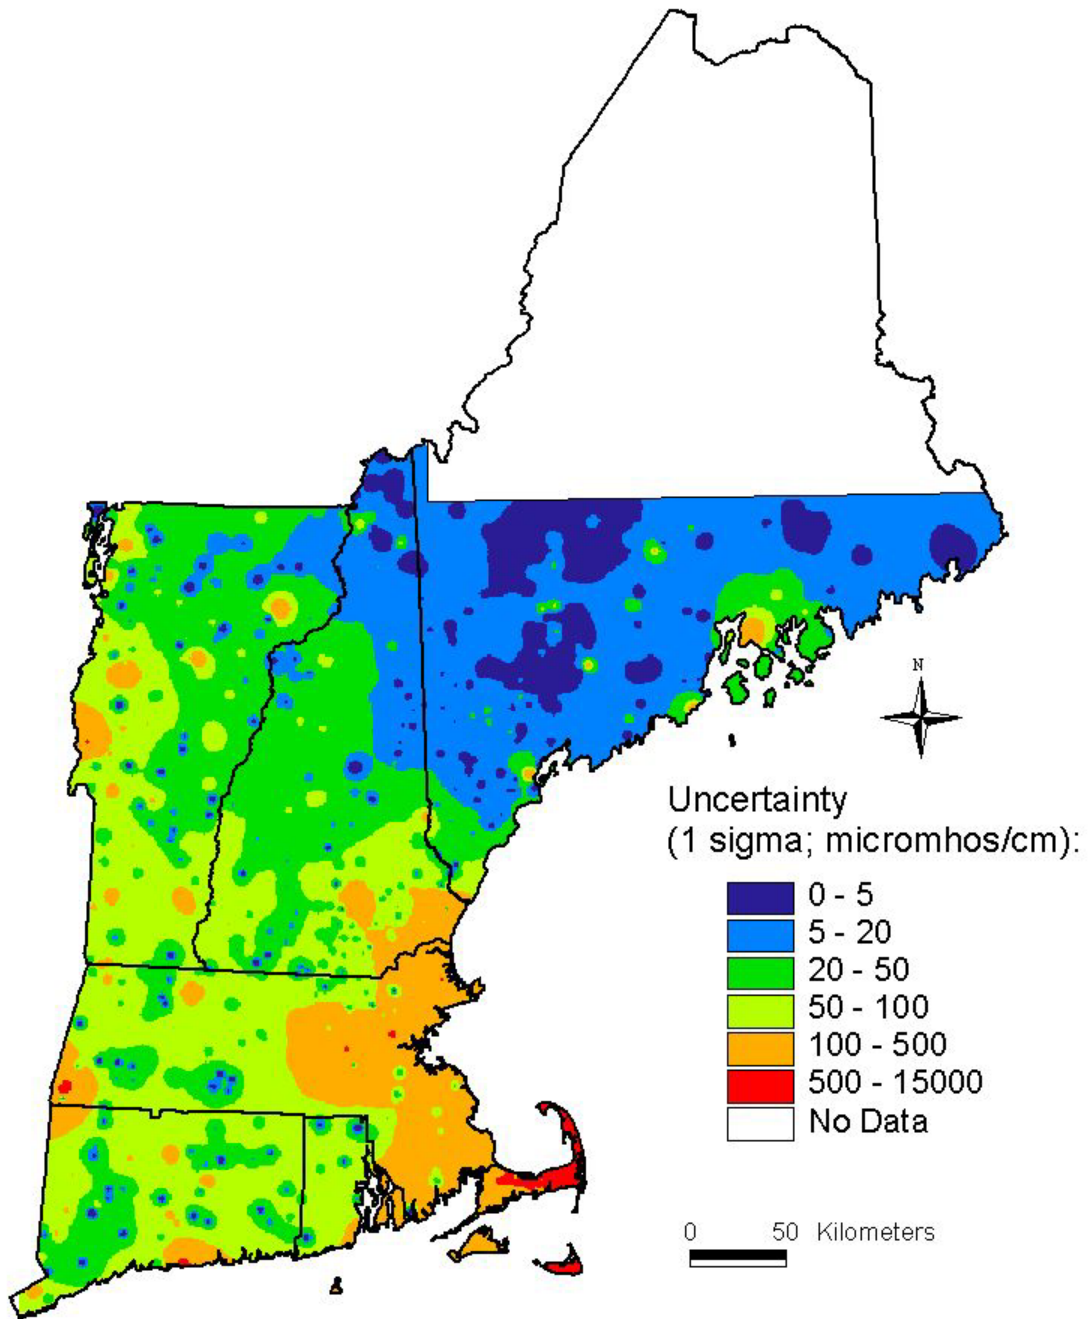 N
Uncertainty
(1 sigma; micromhos/cm):
0 - 5
5 - 20
20 - 50
50 - 100
100 - 500
500 - 15000
No Data
0 50 Kilometers